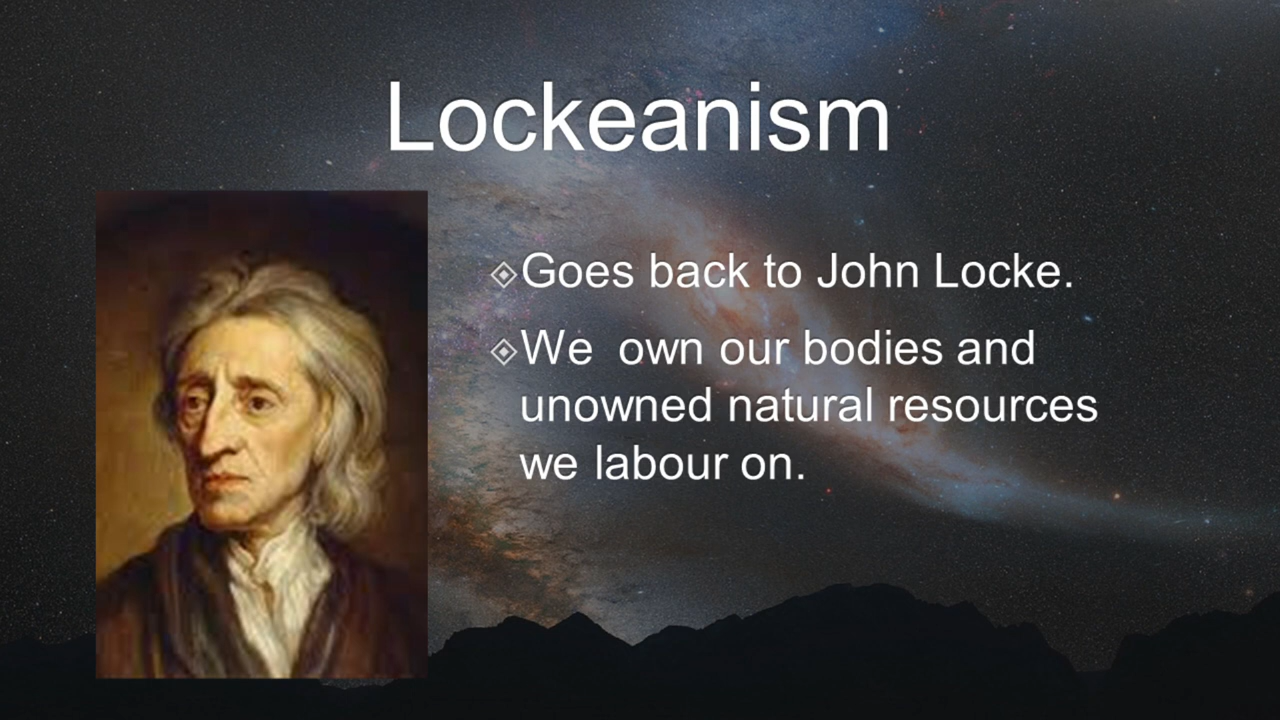 Lockeanism
Goes back to John Locke.
We  own our bodies and
unowned natural resources
we labour on.